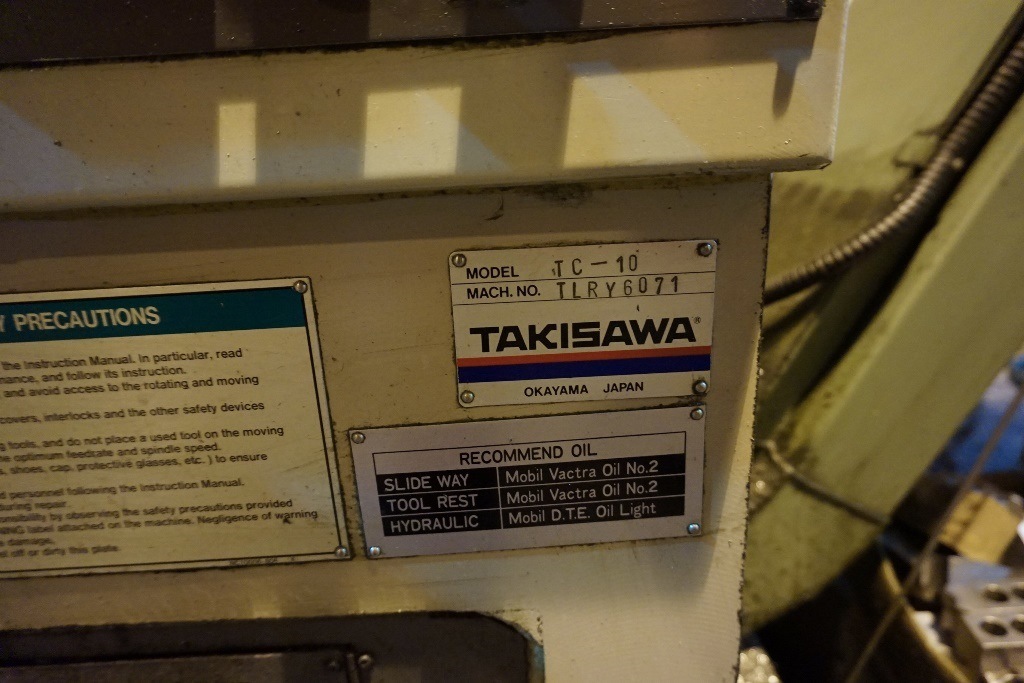 Y PRECAUTIONS
the Instruction Manual. In particular, read
nance, and follow its instruction.
and avoid access to the rotating and moving
covers, interlocks and the other safety devices
g tools, and do not place a used tool on the moving
e optimum feedrate and spindle speed.
s, shoes, cap, protective glasses, etc. ) to ensure
d personnel following the Instruction Manual.
during repair.
onsibility by observing the safety precautions provided
NG label attached on the machine. Negligence of warning
s damage.
el off or dirty this plate.
MODEL TC-10
MACH. NO. TLRY6071
TAKISAWA®
OKAYAMA JAPAN
RECOMMEND OIL
SLIDE WAY Mobil Vactra Oil No.2
TOOL REST Mobil Vactra Oil No.2
HYDRAULIC Mobil D.T.E. Oil Light